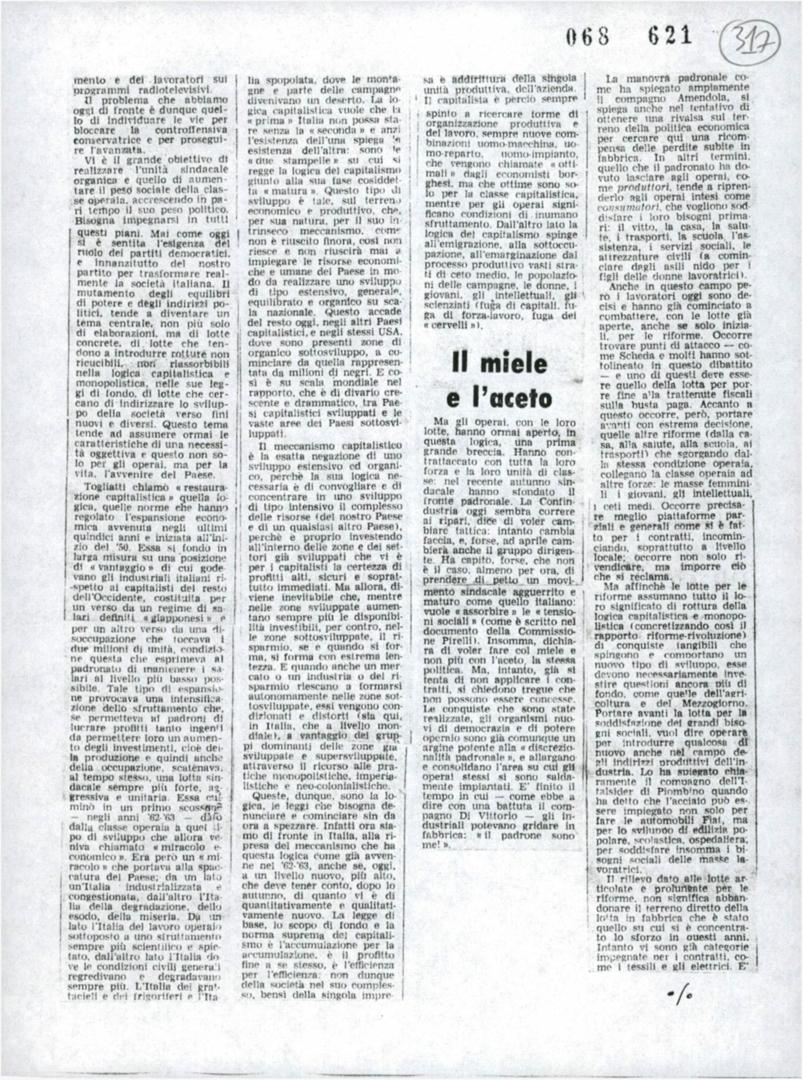 068 621 317
mento e dei lavoratori sui
programmi radiotelevisivi.
Il problema che abbiamo
oggi di fronte è dunque quel-
lo di individuare le vie per
bloccare la controffensiva
conservatrice e per prosegui-
re l'avanzata.
Vi è il grande obiettivo di
realizzare l'unità sindacale
organica e quello di aumen-
tare il peso sociale della clas-
se operaia, accrescendo in pa-
ri tempo il suo peso politico.
Bisogna impegnarsi in tutti
questi piani. Mai come oggi
si è sentita l'esigenza del
ruolo dei partiti democratici,
e innanzitutto del nostro
partito per trasformare real-
mente la società italiana. Il
mutamento degli equilibri
di potere e degli indirizzi po-
litici, tende a diventare un
tema centrale, non più solo
di elaborazioni, ma di lotte
concrete, di lotte che ten-
dono a introdurre rotture non
ricucibili, non riassorbibili
nella logica capitalistica e
monopolistica, nelle sue leg-
gi di fondo, di lotte che cer-
cano di indirizzare lo svilup-
po della società verso fini
nuovi e diversi. Questo tema
tende ad assumere ormai le
caratteristiche di una necessi-
tà oggettiva e questo non so-
lo per gli operai, ma per la
vita, l'avvenire del Paese.
Togliatti chiamò « restaura-
zione capitalistica » quella lo-
gica, quelle norme che hanno
regolato l'espansione econo-
mica avvenuta negli ultimi
quindici anni e iniziata all'ini-
zio del '50. Essa si fondò in
larga misura su una posizione
di « vantaggio » di cui gode-
vano gli industriali italiani ri-
spetto ai capitalisti del resto
dell'Occidente, costituita per
un verso da un regime di sa-
lari definiti « giapponesi » e
per un altro verso da una di-
soccupazione che toccava i
due milioni di unità, condizio-
ne questa che esprimeva al
padronato di mantenere i sa-
lari al livello più basso pos-
sibile. Tale tipo di espansio-
ne provocava una intensifica-
zione dello sfruttamento che,
se permetteva ai padroni di
lucrare profitti tanto ingenti
da permettere loro un aumen-
to degli investimenti, cioè del-
la produzione e quindi anche
della occupazione, scatenava,
al tempo stesso, una lotta sin-
dacale sempre più forte, ag-
gressiva e unitaria. Essa cul-
minò in un primo scossone
— negli anni '62-'63 — dato
dalla classe operaia a quel ti-
po di sviluppo che allora ve-
niva chiamato « miracolo e-
conomico ». Era però un « mi-
racolo » che portava alla spac-
catura del Paese; da un lato
un'Italia industrializzata e
congestionata, dall'altro l'Ita-
lia della degradazione, dello
esodo, della miseria. Da un
lato l'Italia del lavoro operaio
sottoposto a uno sfruttamento
sempre più scientifico e spie-
tato, dall'altro lato l'Italia do-
ve le condizioni civili generali
regredivano e degradavano
sempre più. L'Italia dei grat-
tacieli e dei frigoriferi e l'Ita-
lia spopolata, dove le monta-
gne e parte delle campagne
divenivano un deserto. La lo-
gica capitalistica vuole che la
« prima » Italia non possa sta-
re senza la « seconda » e anzi
l'esistenza dell'una spiega la
esistenza dell'altra: sono le
« due stampelle » su cui si
regge la logica del capitalismo
giunto alla sua fase cosiddet-
ta « matura ». Questo tipo di
sviluppo è tale, sul terreno
economico e produttivo, che,
per sua natura, per il suo in-
trinseco meccanismo, come
non è riuscito finora, così non
riesce e non riuscirà mai a
impiegare le risorse economi-
che e umane del Paese in mo-
do da realizzare uno sviluppo
di tipo estensivo, generale,
equilibrato e organico su sca-
la nazionale. Questo accade
del resto oggi, negli altri Paesi
capitalistici, e negli stessi USA,
dove sono presenti zone di
organico sottosviluppo, a co-
minciare da quella rappresen-
tata da milioni di negri. E co-
sì è su scala mondiale nel
rapporto, che è di divario cre-
scente e drammatico, tra Pae-
si capitalistici sviluppati e le
vaste aree dei Paesi sottosvi-
luppati.
Il meccanismo capitalistico
è la esatta negazione di uno
sviluppo estensivo ed organi-
co, perchè la sua logica ne-
cessaria è di convogliare e di
concentrare in uno sviluppo
di tipo intensivo il complesso
delle risorse (del nostro Paese
e di un qualsiasi altro Paese),
perchè è proprio investendo
all'interno delle zone e dei set-
tori già sviluppati che vi è
per i capitalisti la certezza di
profitti alti, sicuri e soprat-
tutto immediati. Ma allora, di-
viene inevitabile che, mentre
nelle zone sviluppate aumen-
tano sempre più le disponibi-
lità investibili, per contro, nel-
le zone sottosviluppate, il ri-
sparmio, se e quando si for-
ma, si forma con estrema len-
tezza. E quando anche un mer-
cato o un industria o del ri-
sparmio riescano a formarsi
autonomamente nelle zone sot-
tosviluppate, essi vengono con-
dizionati e distorti (sia qui,
in Italia, che a livello mon-
diale), a vantaggio dei grup-
pi dominanti delle zone già
sviluppate e supersviluppate,
attraverso il ricorso alle pra-
tiche monopolistiche, imperia-
listiche e neo-colonialistiche.
Queste, dunque, sono la lo-
gica, le leggi che bisogna de-
nunciare e cominciare sin da
ora a spezzare. Infatti ora sia-
mo di fronte in Italia, alla ri-
presa del meccanismo che ha
questa logica come già avven-
ne nel '62-'63, anche se, oggi,
a un livello nuovo, più alto,
che deve tener conto, dopo lo
autunno, di quanto vi è di
quantitativamente e qualitati-
vamente nuovo. La legge di
base, lo scopo di fondo e la
norma suprema del capitali-
smo è l'accumulazione per la
accumulazione, è il profitto
fine a se stesso, è l'efficienza
per l'efficienza: non dunque
della società nel suo comples-
so, bensì della singola impre-
sa e addirittura della singola
unità produttiva, dell'azienda.
Il capitalista è perciò sempre
spinto a ricercare torme di
organizzazione produttiva e
del lavoro, sempre nuove com-
binazioni uomo-macchina, uo-
mo-reparto, uomo-impianto,
che vengono chiamate « otti-
mali » dagli economisti bor-
ghesi, ma che ottime sono so-
lo per la classe capitalistica,
mentre per gli operai signi-
ficano condizioni di inumano
sfruttamento. Dall'altro lato la
logica del capitalismo spinge
all'emigrazione, alla sottoccu-
pazione, all'emarginazione dal
processo produttivo vasti stra-
ti di ceto medio, le popolazio-
ni delle campagne, le donne, i
giovani, gli intellettuali, gli
scienziati (fuga di capitali, fu-
ga di forza-lavoro, fuga dei
« cervelli »).
Il miele
e l'aceto
Ma gli operai, con le loro
lotte, hanno ormai aperto, in
questa logica, una prima
grande breccia. Hanno con-
trattaccato con tutta la loro
forza e la loro unità di clas-
se: nel recente autunno sin-
dacale hanno sfondato il
fronte padronale. La Confin-
dustria oggi sembra correre
ai ripari, dice di voler cam-
biare tattica: intanto cambia
faccia, e, forse, ad aprile cam-
bierà anche il gruppo dirigen-
te. Ha capito, forse, che non
è il caso, almeno per ora, di
prendere di petto un movi-
mento sindacale agguerrito e
maturo come quello italiano:
vuole « assorbire » le « tensio-
ni sociali » (come è scritto nel
documento della Commissio-
ne Pirelli). Insomma, dichia-
ra di voler fare col miele e
non più con l'aceto, la stessa
politica. Ma, intanto, già si
tenta di non applicare i con-
tratti, si chiedono tregue che
non possono essere concesse.
Le conquiste che sono state
realizzate, gli organismi nuo-
vi di democrazia e di potere
operaio sono già comunque un
argine potente alla « discrezio-
nalità padronale », e allargano
e consolidano l'area su cui gli
operai stessi si sono salda-
mente impiantati. E' finito il
tempo in cui — come ebbe a
dire con una battuta il com-
pagno Di Vittorio — gli in-
dustriali potevano gridare in
fabbrica: « Il padrone sono
me! ».
La manovra padronale co-
me ha spiegato ampiamente
il compagno Amendola, si
spiega anche nel tentativo di
ottenere una rivalsa sul ter-
reno della politica economica
per cercare qui una ricom-
pensa delle perdite subite in
fabbrica. In altri termini,
quello che il padronato ha do-
vuto lasciare agli operai, co-
me produttori, tende a ripren-
derlo agli operai intesi come
consumatori, che vogliono sod-
disfare i loro bisogni prima-
ri: il vitto, la casa, la salu-
te, i trasporti, la scuola, l'as-
sistenza, i servizi sociali, le
attrezzature civili (a comin-
ciare degli asili nido per i
figli delle donne lavoratrici).
Anche in questo campo pe-
rò i lavoratori oggi sono de-
cisi e hanno già cominciato a
combattere, con le lotte già
aperte, anche se solo inizia-
li, per le riforme. Occorre
trovare punti di attacco — co-
me Scheda e molti hanno sot-
tolineato in questo dibattito
— e uno di questi deve esse-
re quello della lotta per por-
re fine alla trattenute fiscali
sulla busta paga. Accanto a
questo occorre, però, portare
avanti con estrema decisione,
quelle altre riforme (dalla ca-
sa, alla salute, alla scuola, ai
trasporti) che sgorgando dal-
la stessa condizione operaia,
collegano la classe operaia ad
altre forze: le masse femmini-
li i giovani, gli intellettuali,
i ceti medi. Occorre precisa-
re meglio piattaforme par-
ziali e generali come si è fat-
to per i contratti, incomin-
ciando, soprattutto a livello
locale; occorre non solo ri-
vendicare, ma imporre ciò
che si reclama.
Ma affinchè le lotte per le
riforme assumano tutto il lo-
ro significato di rottura della
logica capitalistica e monopo-
listica (concretizzando così il
rapporto riforme-rivoluzione)
di conquiste tangibili che
spingono e comportano un
nuovo tipo di sviluppo, esse
devono necessariamente inve-
stire questioni ancora più di
fondo, come quelle dell'agri-
coltura e del Mezzogiorno.
Portare avanti la lotta per la
soddisfazione dei grandi biso-
gni sociali, vuol dire operare
per introdurre qualcosa di
nuovo anche nel campo de-
gli indirizzi produttivi dell'in-
dustria. Lo ha spiegato chia-
ramente il compagno dell'I-
talsider di Piombino quando
ha detto che l'acciaio può es-
sere impiegato non solo per
fare le automobili Fiat, ma
per lo sviluppo di edilizia po-
polare, scolastica, ospedaliera;
per soddisfare insomma i bi-
sogni sociali delle masse la-
voratrici.
Il rilievo dato alle lotte ar-
ticolate e profumate per le
riforme, non significa abban-
donare il terreno diretto della
lotta in fabbrica che è stato
quello su cui si è concentra-
to lo sforzo in questi anni.
Intanto vi sono già categorie
impegnate per i contratti, co-
me i tessili e gli elettrici. E'
./.